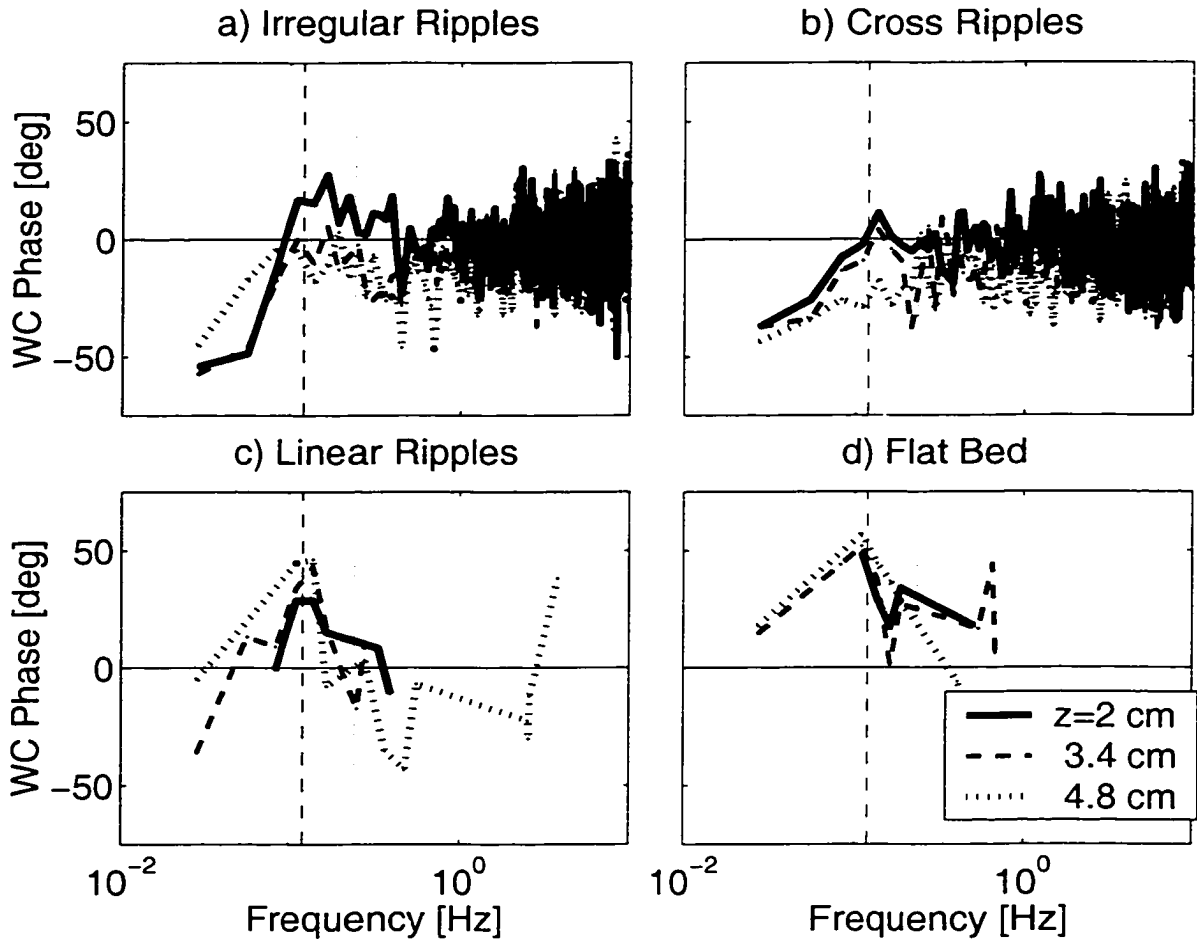 a) Irregular Ripples
b) Cross Ripples
WC Phase [deg]
50
0
−50
c) Linear Ripples
d) Flat Bed
WC Phase [deg]
50
0
−50
z=2 cm
3.4 cm
4.8 cm
10^-2
10^0
10^-2
10^0
Frequency [Hz]
Frequency [Hz]